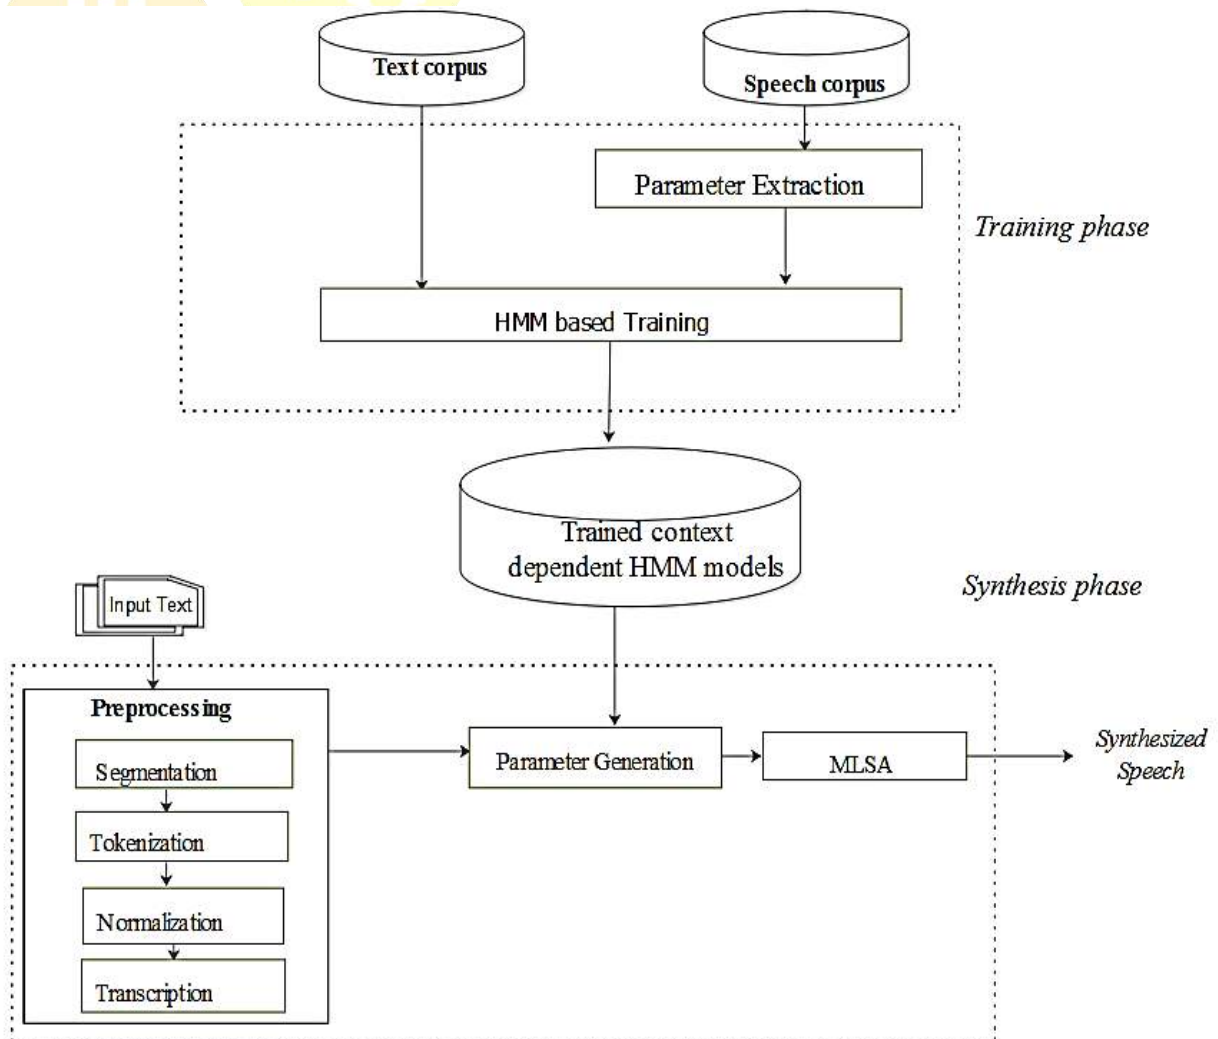 Text corpus
Speech corpus
Parameter Extraction
Training phase
HMM based Training
Trained context
dependent HMM models
Synthesis phase
Input Text
Preprocessing
Segmentation
Tokenization
Normalization
Transcription
Parameter Generation
MLSA
Synthesized
Speech